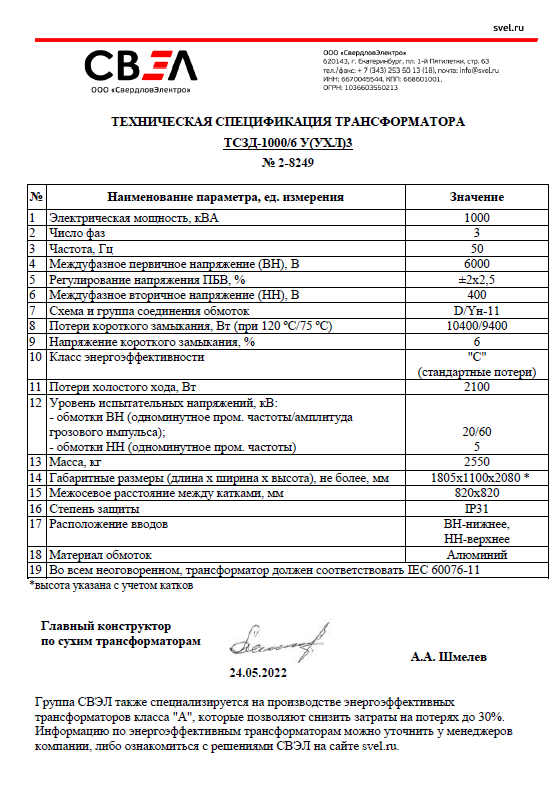 svel.ru
СВЭЛ
ООО «СвердловЭлектро»
ООО «СвердловЭлектро»
620143, г. Екатеринбург, пл. 1-й Пятилетки, стр. 63
тел./факс: + 7 (343) 253 50 13 (18), почта: info@svel.ru
ИНН: 6670045544, КПП: 668601001,
ОГРН: 1036603550213
ТЕХНИЧЕСКАЯ СПЕЦИФИКАЦИЯ ТРАНСФОРМАТОРА
ТСЗД-1000/6 У(УХЛ)3
№ 2-8249
№ Наименование параметра, ед. измерения Значение
1 Электрическая мощность, кВА 1000
2 Число фаз 3
3 Частота, Гц 50
4 Междуфазное первичное напряжение (ВН), В 6000
5 Регулирование напряжения ПБВ, % ±2x2,5
6 Междуфазное вторичное напряжение (НН), В 400
7 Схема и группа соединения обмоток D/Yн-11
8 Потери короткого замыкания, Вт (при 120 ºС/75 ºС) 10400/9400
9 Напряжение короткого замыкания, % 6
10 Класс энергоэффективности "С"
(стандартные потери)
11 Потери холостого хода, Вт 2100
12 Уровень испытательных напряжений, кВ:
- обмотки ВН (одноминутное пром. частоты/амплитуда
грозового импульса); 20/60
- обмотки НН (одноминутное пром. частоты) 5
13 Масса, кг 2550
14 Габаритные размеры (длина x ширина x высота), не более, мм 1805x1100x2080 *
15 Межосевое расстояние между катками, мм 820x820
16 Степень защиты IP31
17 Расположение вводов ВН-нижнее,
НН-верхнее
18 Материал обмоток Алюминий
19 Во всем неоговоренном, трансформатор должен соответствовать IEC 60076-11
*высота указана с учетом катков
Главный конструктор
по сухим трансформаторам
А.А. Шмелев
24.05.2022
Группа СВЭЛ также специализируется на производстве энергоэффективных
трансформаторов класса "А", которые позволяют снизить затраты на потерях до 30%.
Информацию по энергоэффективным трансформаторам можно уточнить у менеджеров
компании, либо ознакомиться с решениями СВЭЛ на сайте svel.ru.